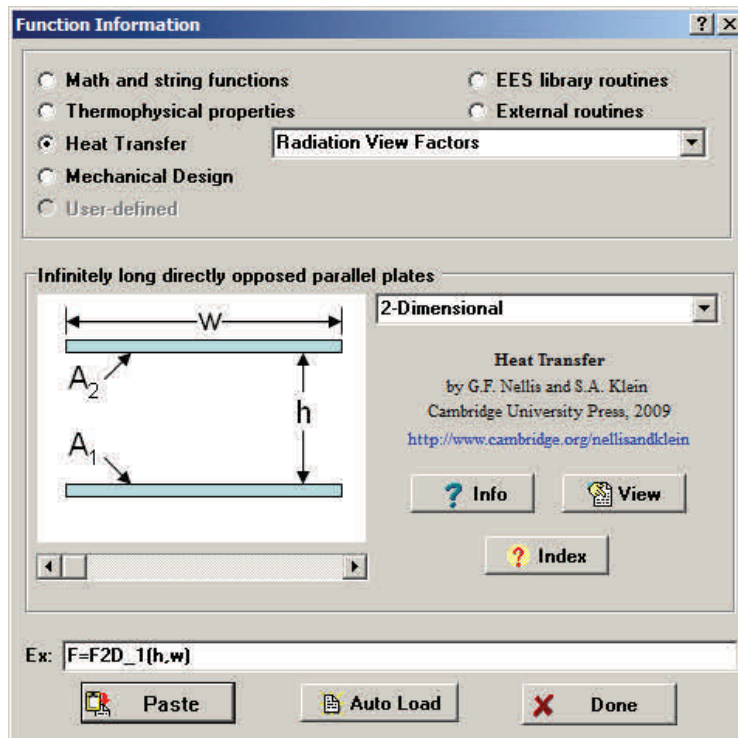 Function Information
Math and string functions
EES library routines
Thermophysical properties
External routines
Heat Transfer
Radiation View Factors
Mechanical Design
User-defined
Infinitely long directly opposed parallel plates
W
A2
h
A1
2-Dimensional
Heat Transfer
by G.F. Nellis and S.A. Klein
Cambridge University Press, 2009
http://www.cambridge.org/nellisandklein
? Info
View
? Index
Ex: F=F2D_1(h,w)
Paste
Auto Load
Done